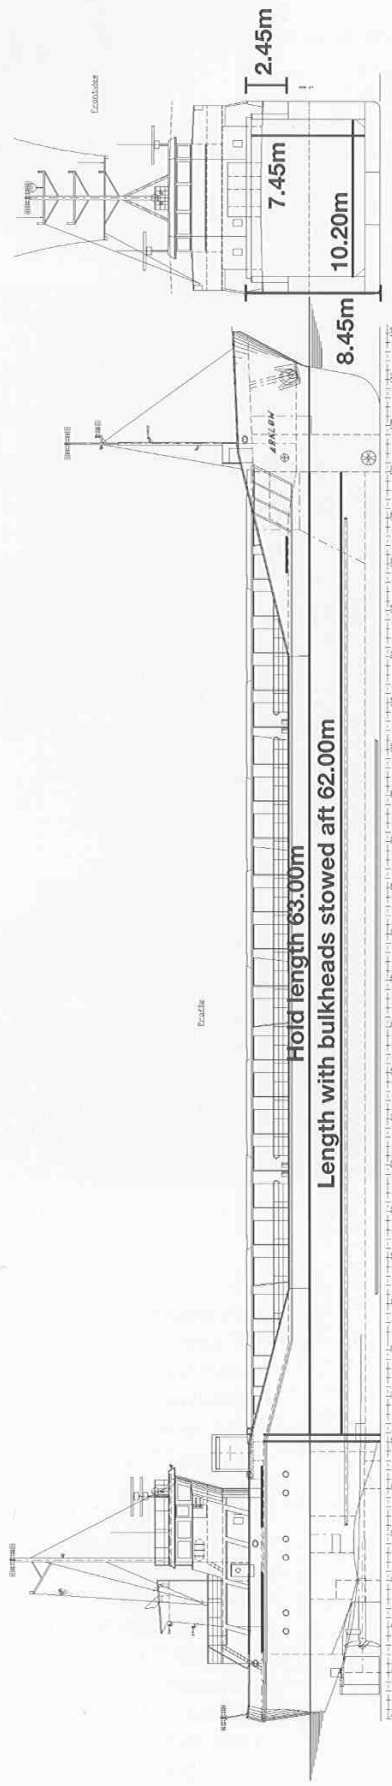 Frontview
2.45m
7.45m
10.20m
8.45m
ARKLOW
Profile
Hold length 63.00m
Length with bulkheads stowed aft 62.00m